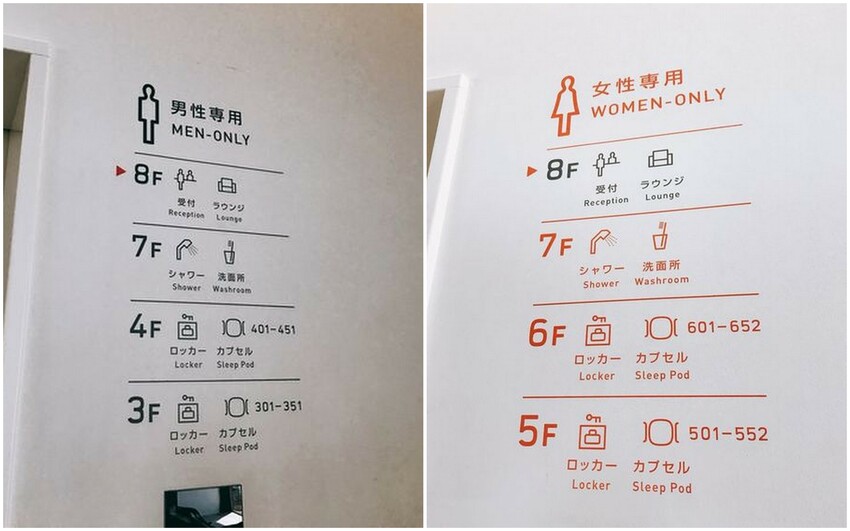 男性専用
MEN-ONLY
8F
受付 ラウンジ
Reception Lounge
7F
シャワー 洗面所
Shower Washroom
4F 401-451
ロッカー カプセル
Locker Sleep Pod
3F 301-351
ロッカー カプセル
Locker Sleep Pod
女性専用
WOMEN-ONLY
8F
受付 ラウンジ
Reception Lounge
7F
シャワー 洗面所
Shower Washroom
6F 601-652
ロッカー カプセル
Locker Sleep Pod
5F 501-552
ロッカー カプセル
Locker Sleep Pod